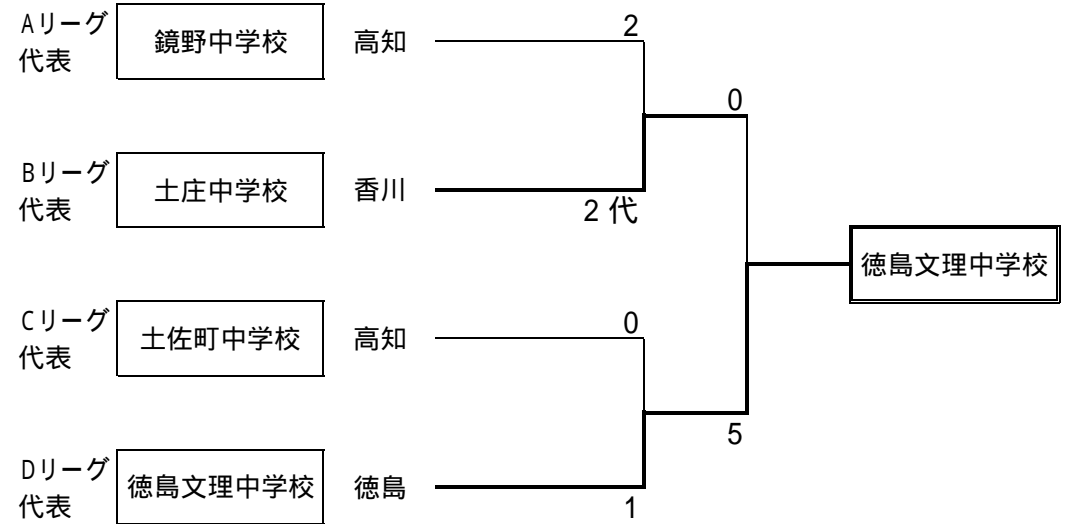 Aリーグ
代表
鏡野中学校
高知
2
0
Bリーグ
代表
土庄中学校
香川
2 代
徳島文理中学校
Cリーグ
代表
土佐町中学校
高知
0
5
Dリーグ
代表
徳島文理中学校
徳島
1